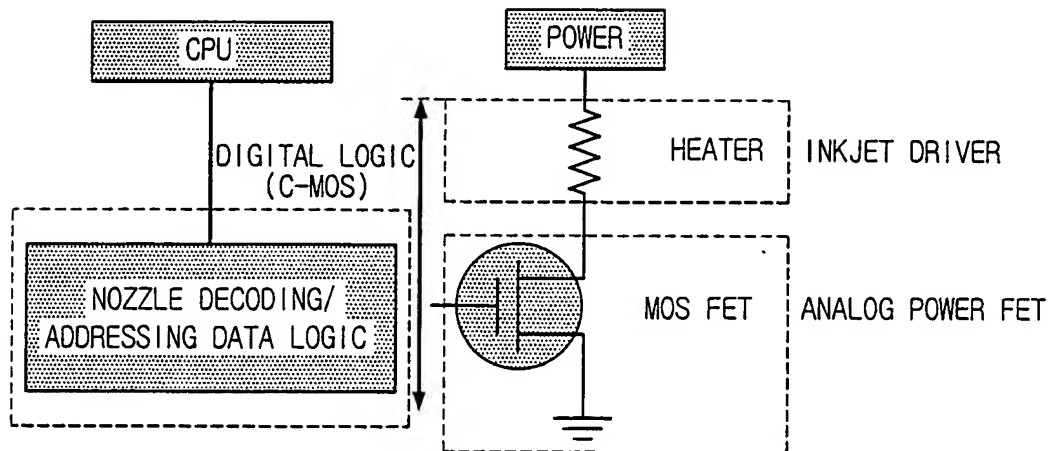 CPU
POWER
DIGITAL LOGIC
(C-MOS)
HEATER
INKJET DRIVER
NOZZLE DECODING/
ADDRESSING DATA LOGIC
MOS FET
ANALOG POWER FET